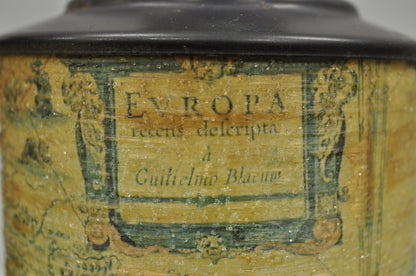 EVROPA
recens descripta
à
Guilielmo Blaeuw